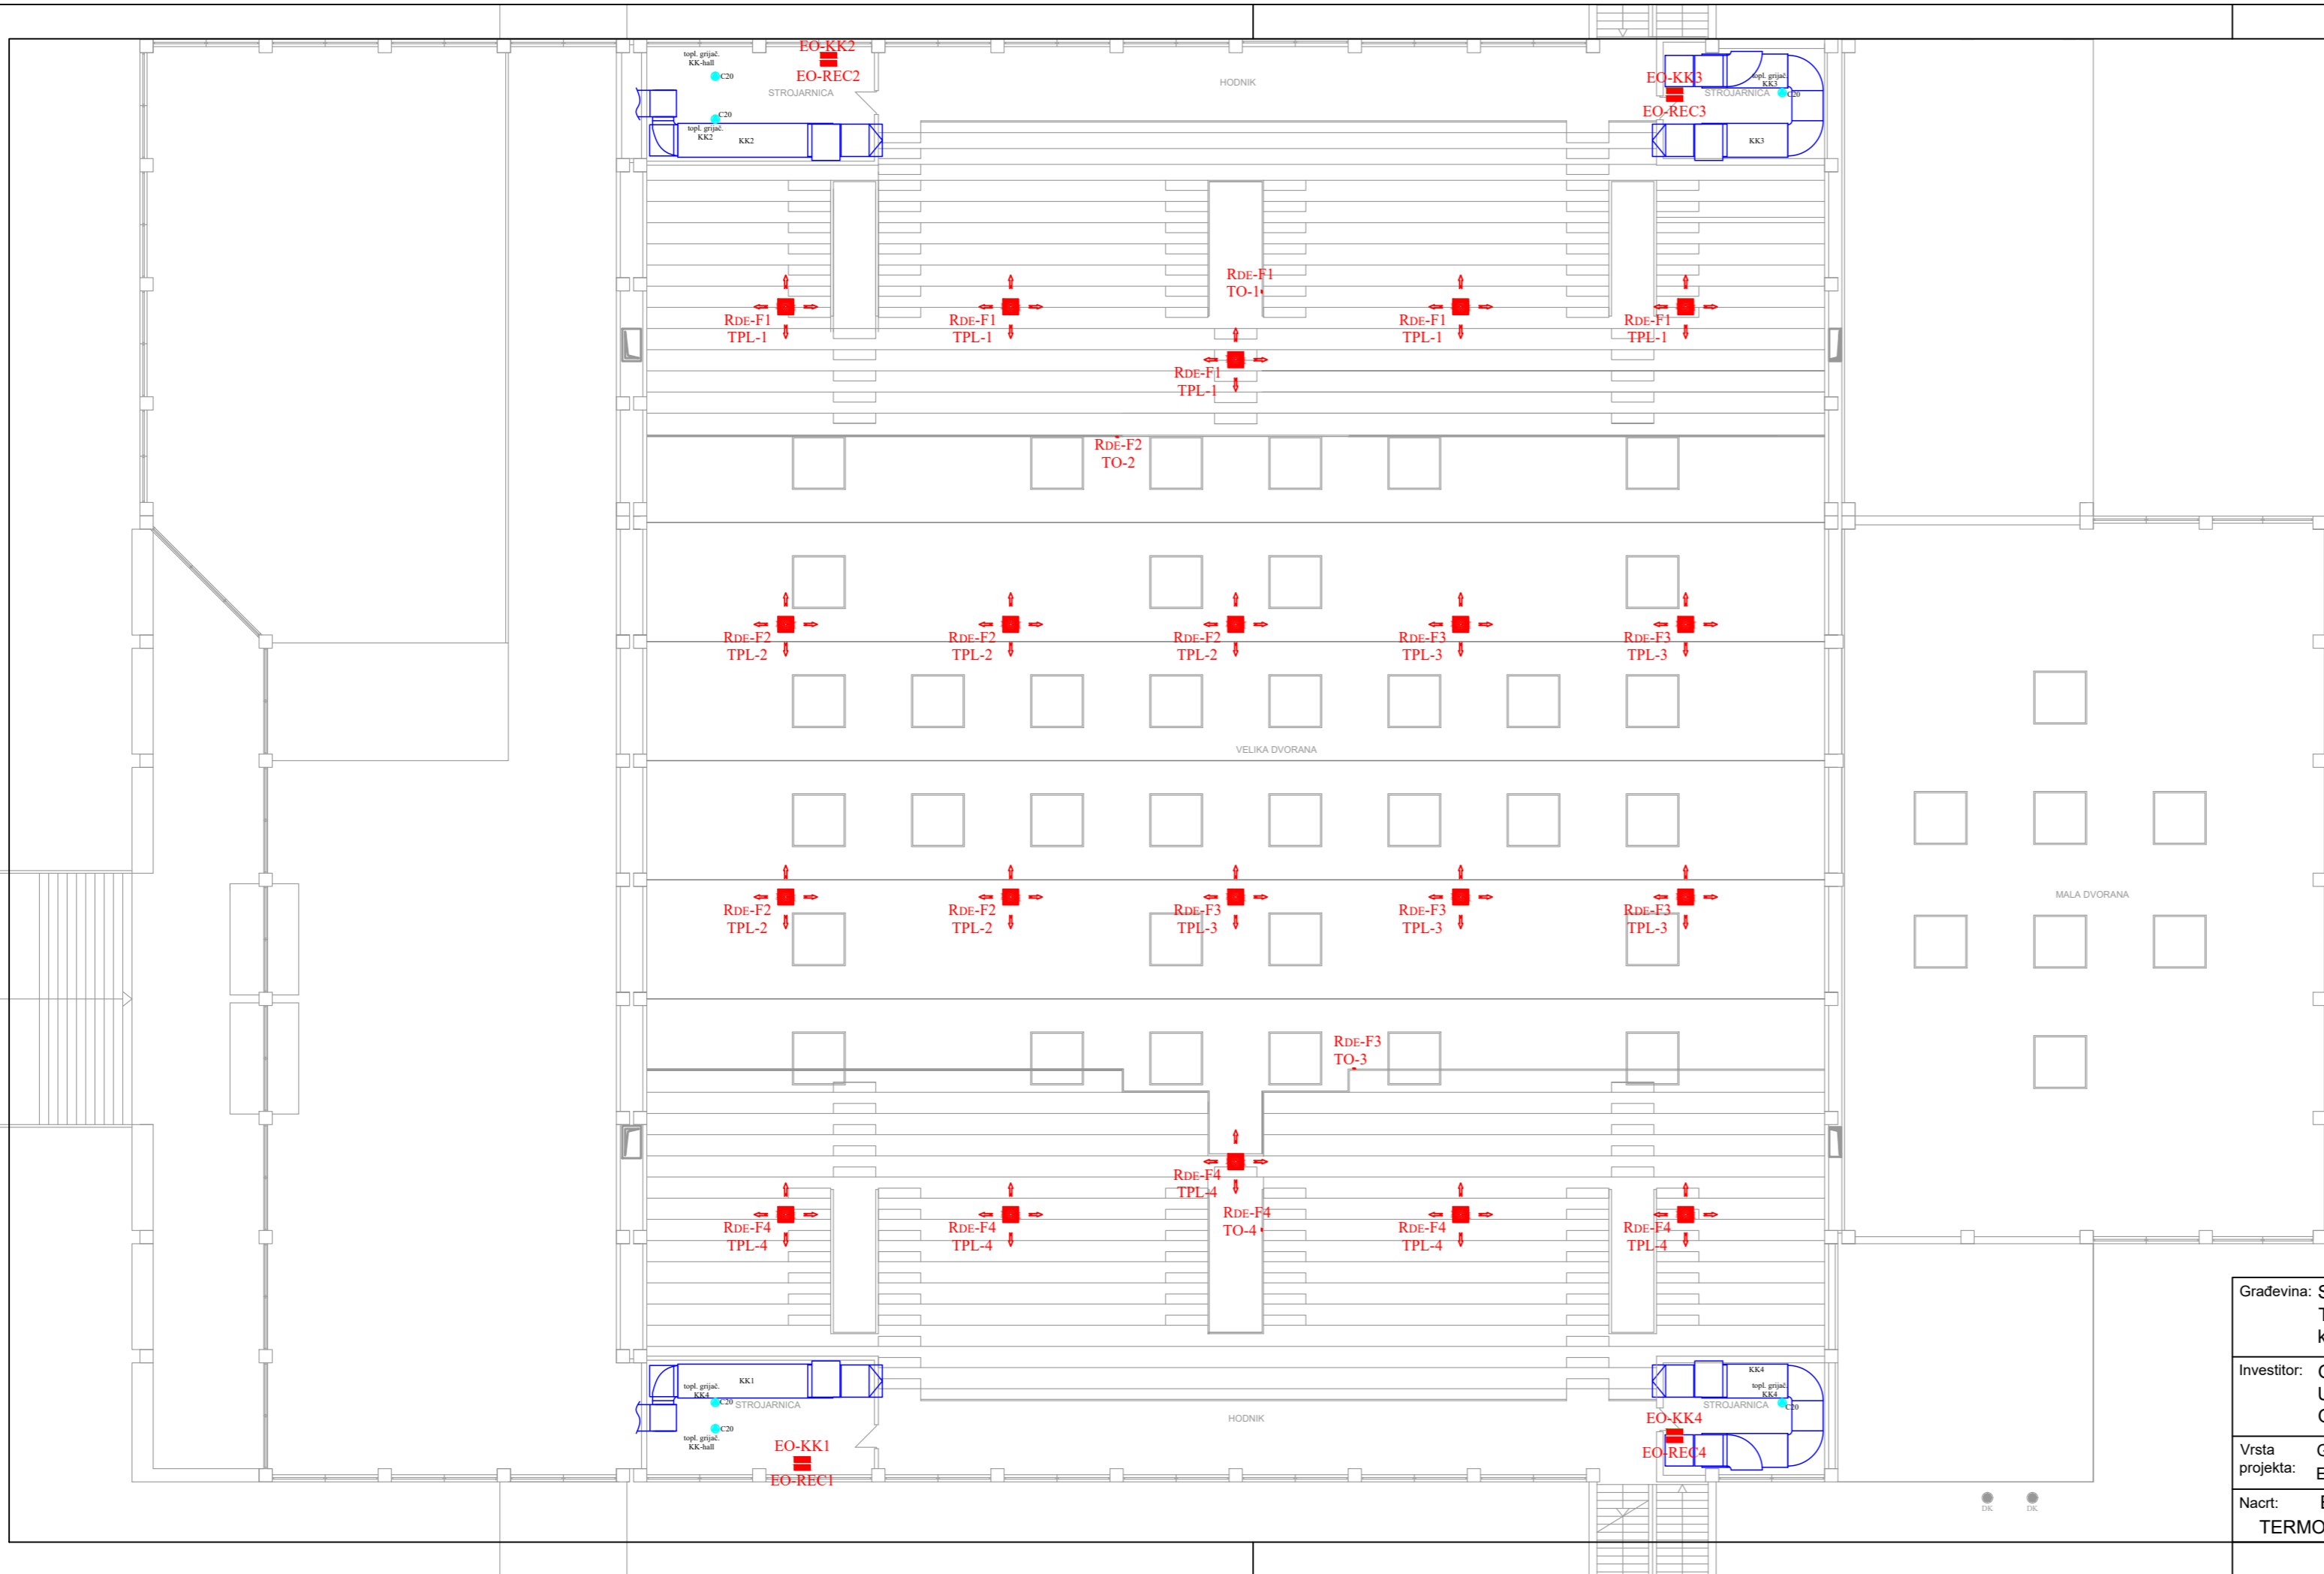 EO-KK2
EO-REC2
topl. grijač.
KK-hall
C20
STROJARNICA
C20
topl. grijač.
KK2
KK2
HODNIK
EO-KK3
EO-REC3
topl. grijač.
KK3
STROJARNICA
C20
KK3
RDE-F1
TO-1
RDE-F1
TPL-1
RDE-F1
TPL-1
RDE-F1
TPL-1
RDE-F1
TPL-1
RDE-F1
TPL-1
RDE-F2
TO-2
RDE-F2
TPL-2
RDE-F2
TPL-2
RDE-F2
TPL-2
RDE-F3
TPL-3
RDE-F3
TPL-3
VELIKA DVORANA
MALA DVORANA
RDE-F2
TPL-2
RDE-F2
TPL-2
RDE-F3
TPL-3
RDE-F3
TPL-3
RDE-F3
TPL-3
RDE-F3
TO-3
RDE-F4
TPL-4
RDE-F4
TO-4
RDE-F4
TPL-4
RDE-F4
TPL-4
RDE-F4
TPL-4
RDE-F4
TPL-4
KK1
topl. grijač.
KK4
C20
STROJARNICA
C20
topl. grijač.
KK-hall
EO-KK1
EO-REC1
HODNIK
KK4
topl. grijač.
KK4
STROJARNICA
C20
EO-KK4
EO-REC4
DK
DK
Građevina:
Investitor:
Vrsta
projekta:
Nacrt:
TERMO